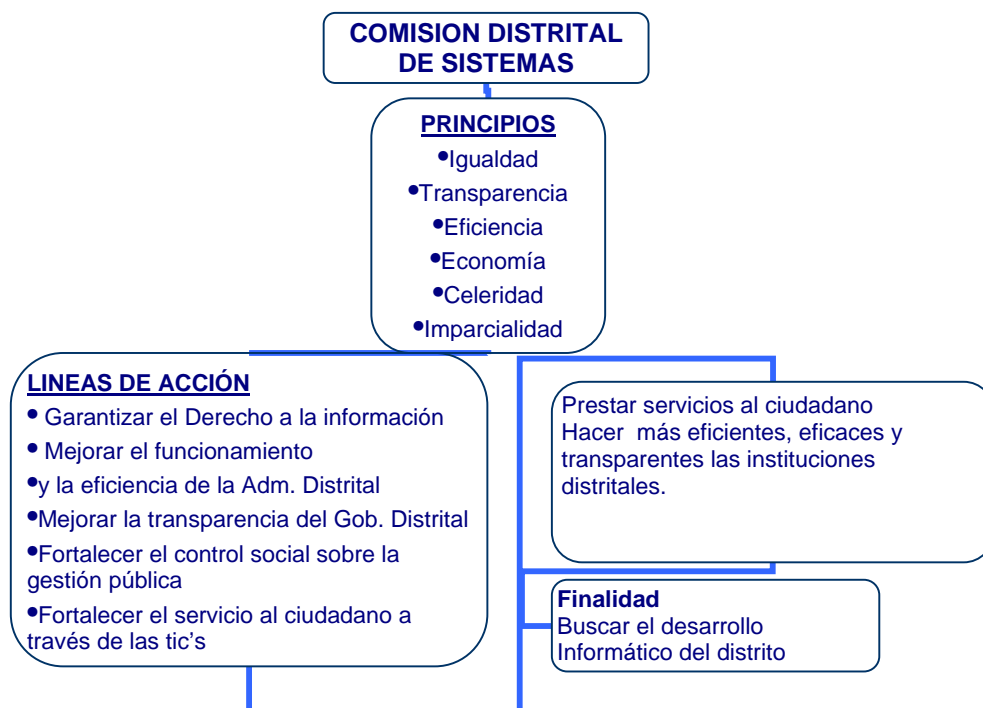 COMISION DISTRITAL
DE SISTEMAS
PRINCIPIOS
•Igualdad
•Transparencia
•Eficiencia
•Economía
•Celeridad
•Imparcialidad
LINEAS DE ACCIÓN
• Garantizar el Derecho a la información
• Mejorar el funcionamiento
•y la eficiencia de la Adm. Distrital
•Mejorar la transparencia del Gob. Distrital
•Fortalecer el control social sobre la
gestión pública
•Fortalecer el servicio al ciudadano a
través de las tic’s
Prestar servicios al ciudadano
Hacer  más eficientes, eficaces y
transparentes las instituciones
distritales.
Finalidad
Buscar el desarrollo
Informático del distrito